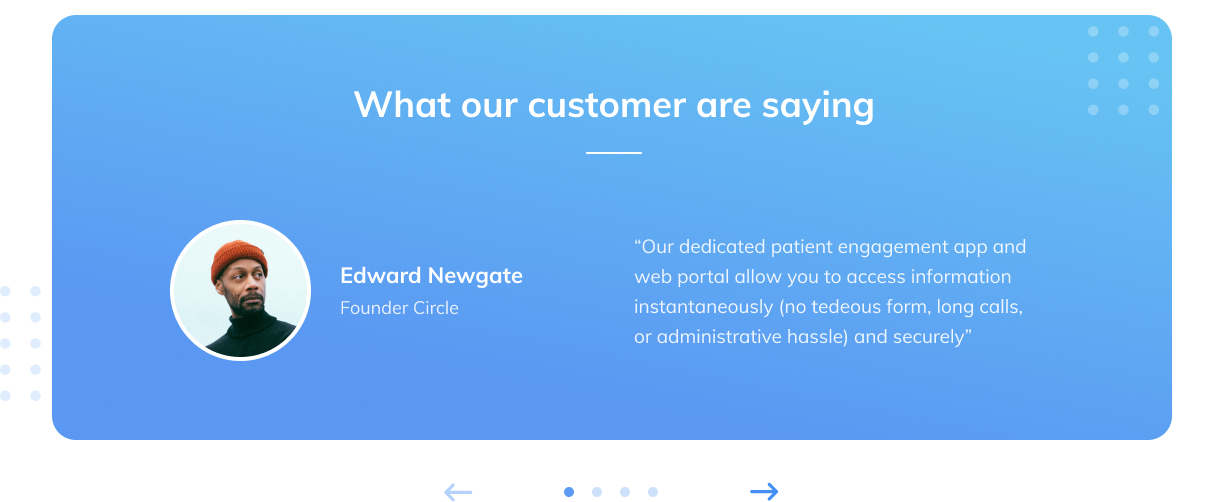 What our customer are saying
Edward Newgate
Founder Circle
“Our dedicated patient engagement app and
web portal allow you to access information
instantaneously (no tedeous form, long calls,
or administrative hassle) and securely”